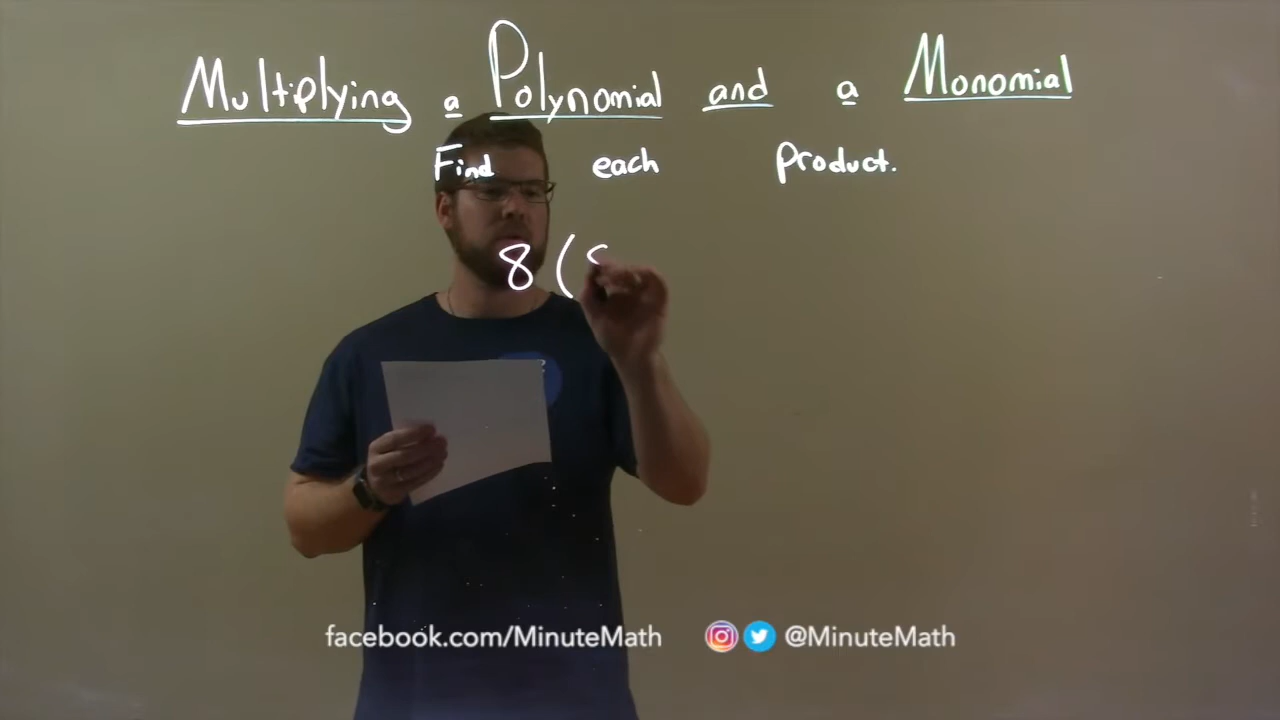 Multiplying a Polynomial and a Monomial
Find each Product.
8 (
facebook.com/MinuteMath @MinuteMath